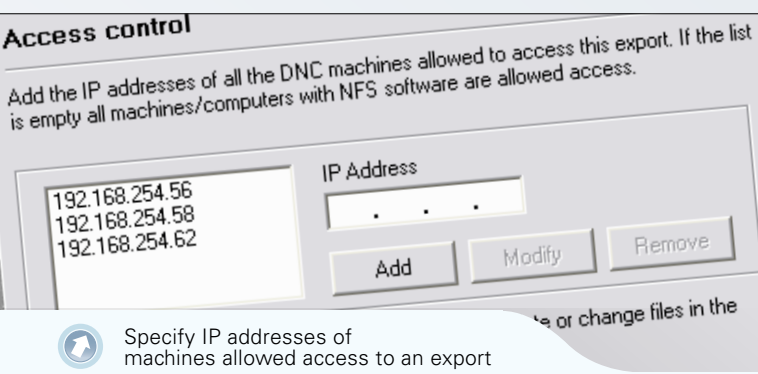 Access control
Add the IP addresses of all the DNC machines allowed to access this export. If the list
is empty all machines/computers with NFS software are allowed access.
192.168.254.56
192.168.254.58
192.168.254.62
IP Address
. . .
Add
Modify
Remove
or change files in the
Specify IP addresses of
machines allowed access to an export